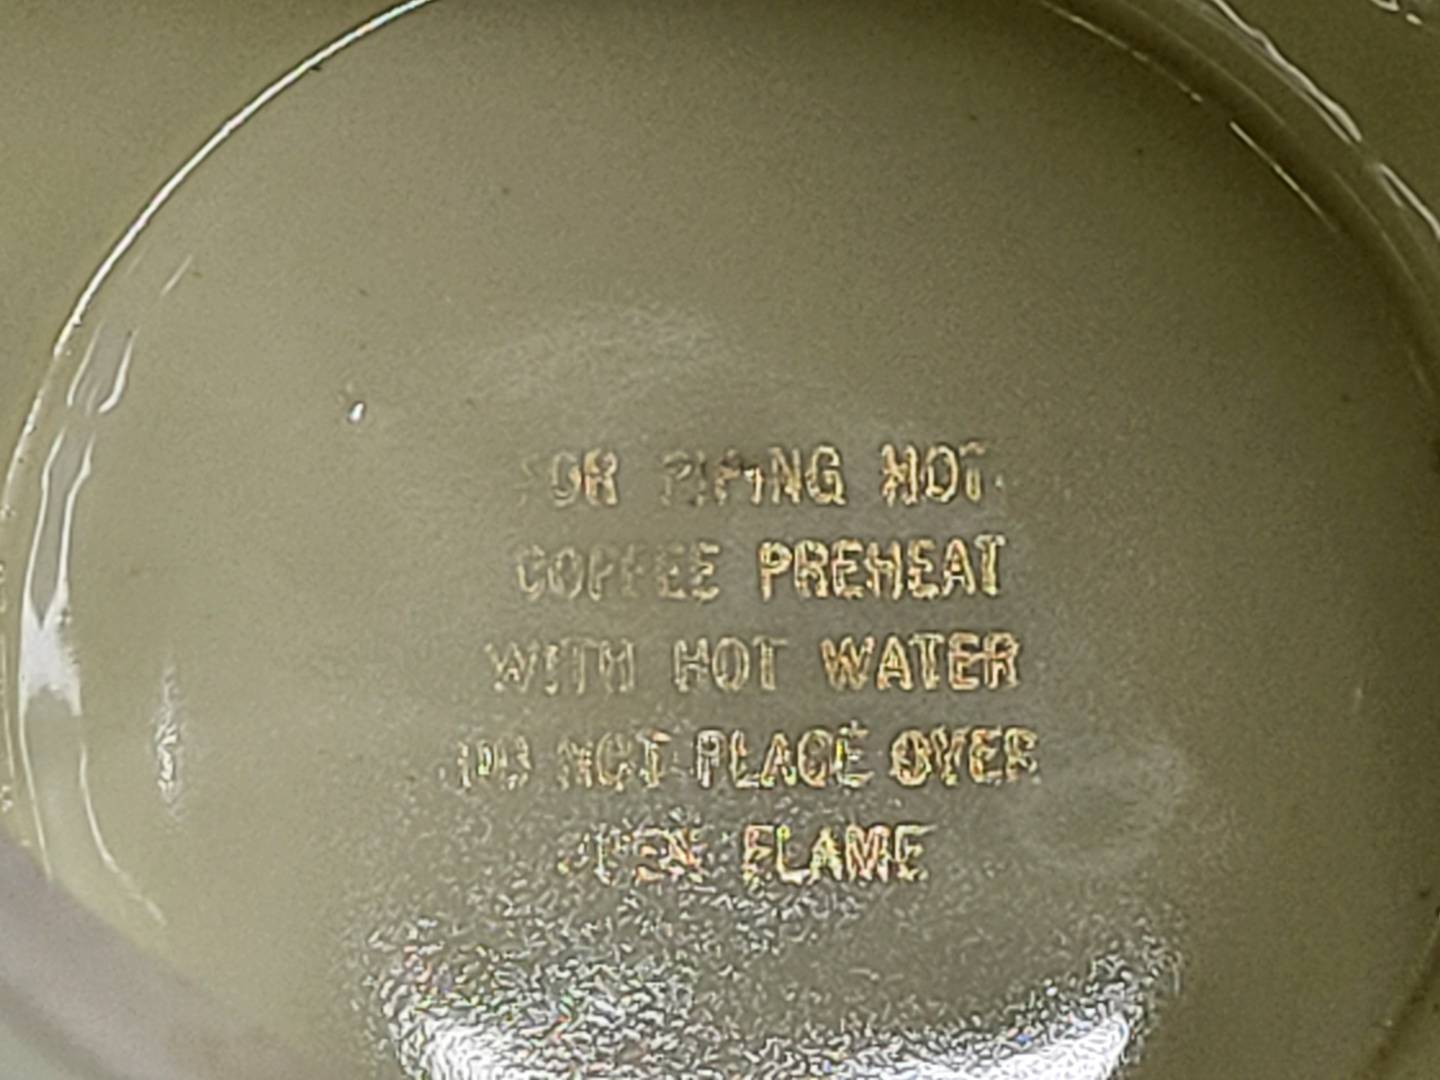 FOR PIPING HOT
COFFEE PREHEAT
WITH HOT WATER
DO NOT PLACE OVER
OPEN FLAME